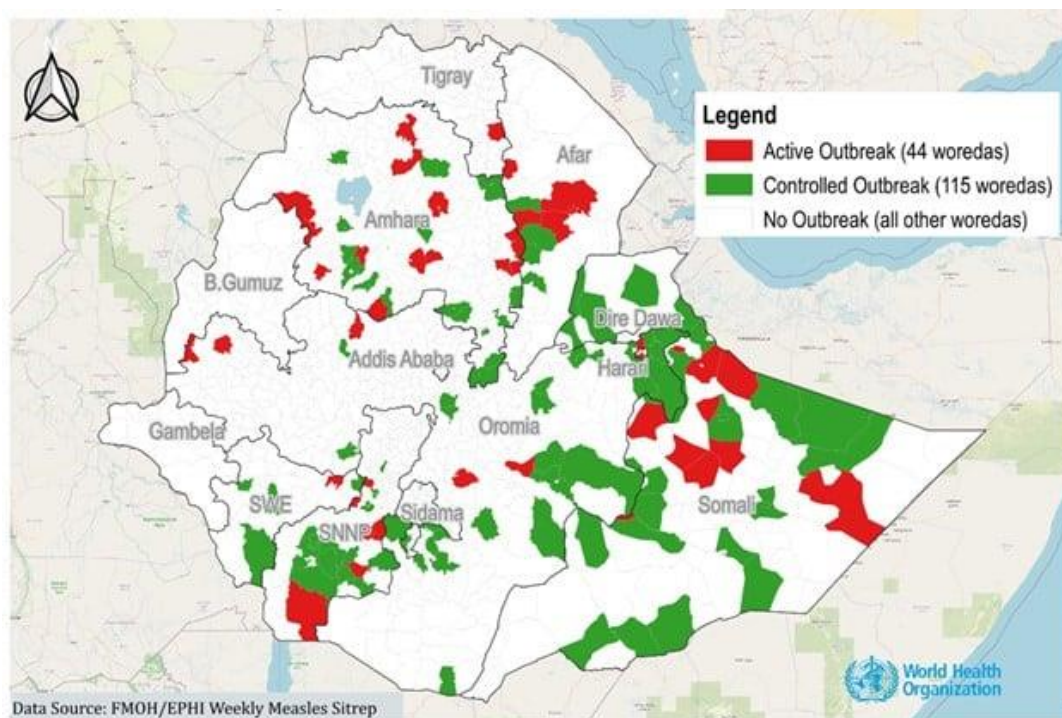 Tigray
Afar
Amhara
B.Gumuz
Dire Dawa
Addis Ababa
Harari
Oromia
Gambela
SWE
Sidama
SNNP
Somali
Legend
Active Outbreak (44 woredas)
Controlled Outbreak (115 woredas)
No Outbreak (all other woredas)
World Health
Organization
Data Source: FMOH/EPHI Weekly Measles Sitrep